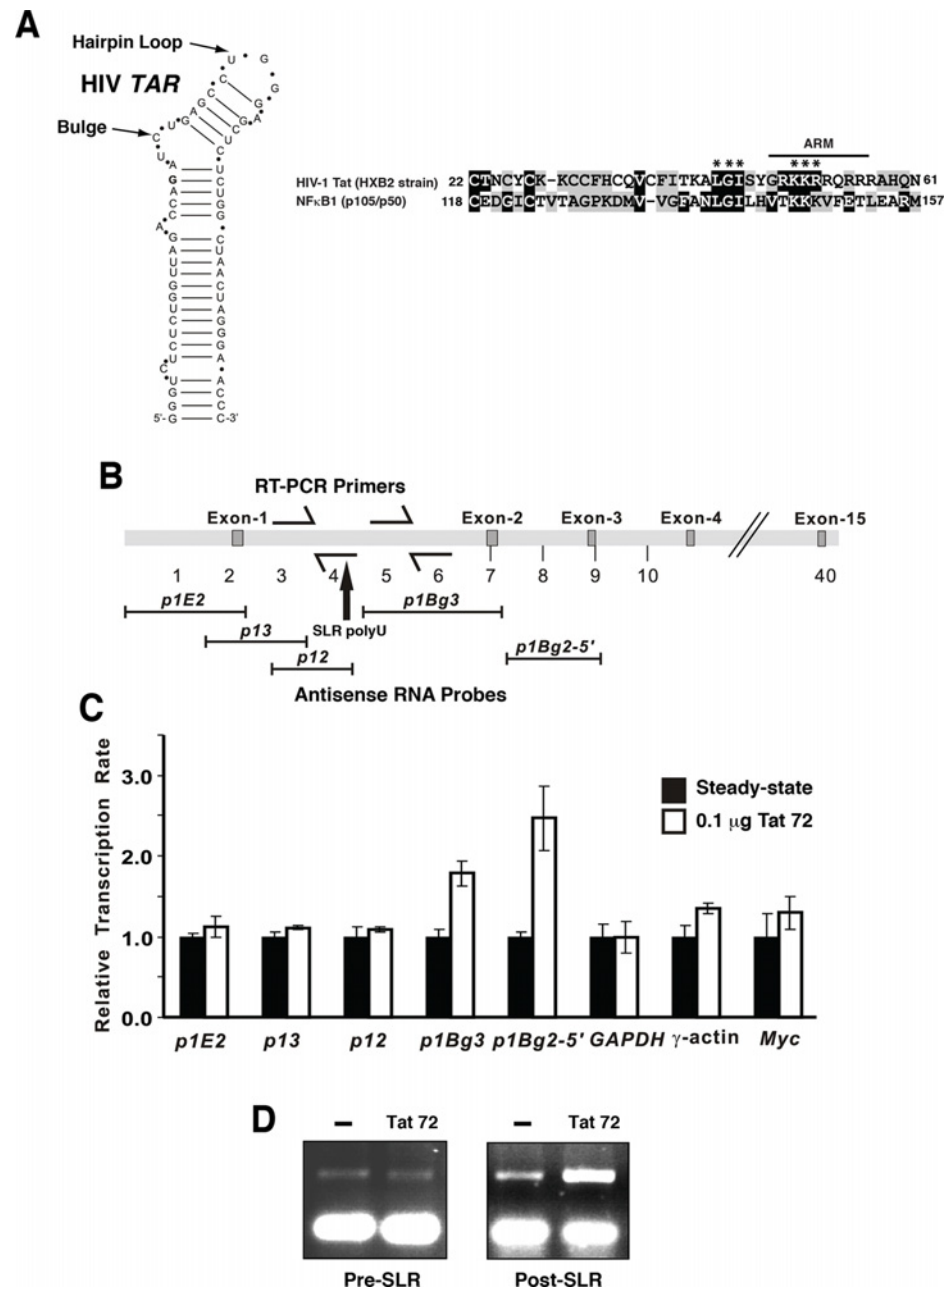 A
Hairpin Loop
HIV TAR
Bulge
ARM
*** ***
HIV-1 Tat (HXB2 strain) 22 CTNCYCK-KCCFHCQVCFITKALGISYGRKKRRQRRRAHQN 61
NFκB1 (p105/p50) 118 CEDGICTVTAGPKDMV-VGFANLGILHVTKKKVFETLEARM 157
5'-G
C-3'
B
RT-PCR Primers
Exon-1 Exon-2 Exon-3 Exon-4 Exon-15
1 2 3 4 5 6 7 8 9 10 40
p1E2 p1Bg3
SLR polyU
p13 p1Bg2-5'
p12
Antisense RNA Probes
C
Relative Transcription Rate
3.0
2.0
1.0
0.0
Steady-state
0.1 μg Tat 72
p1E2 p13 p12 p1Bg3 p1Bg2-5' GAPDH γ-actin Myc
D
– Tat 72 – Tat 72
Pre-SLR Post-SLR